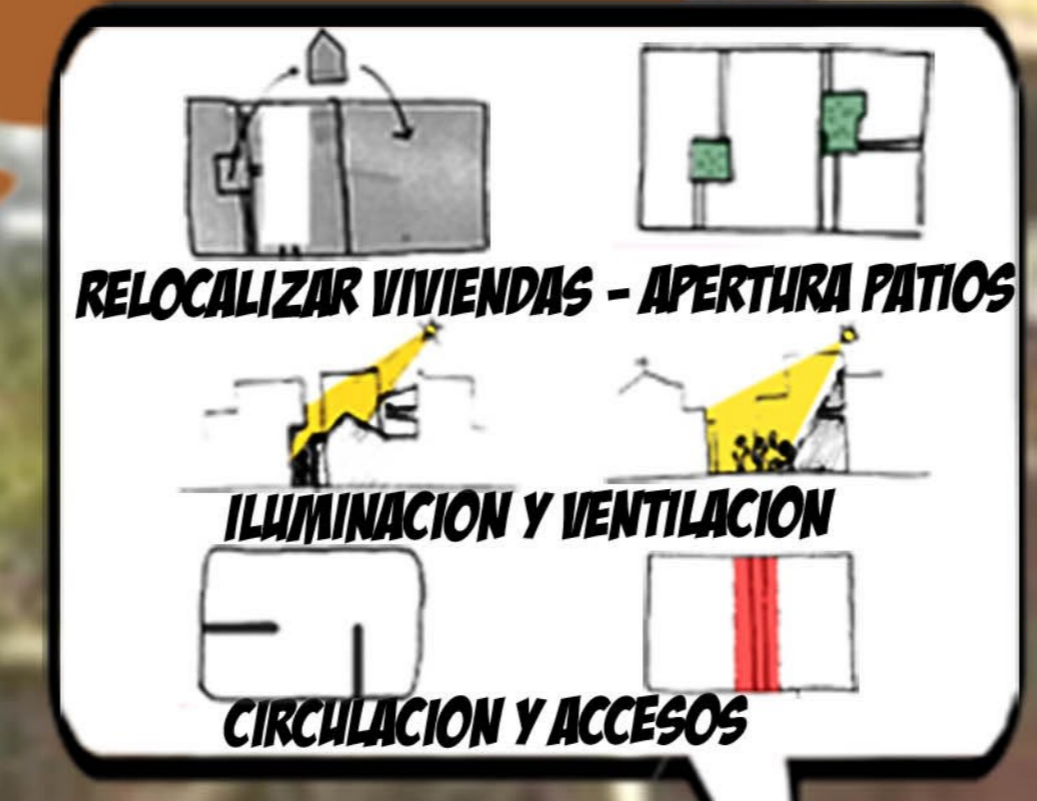 RELOCALIZAR VIVIENDAS - APERTURA PATIOS
ILUMINACION Y VENTILACION
CIRCULACION Y ACCESOS